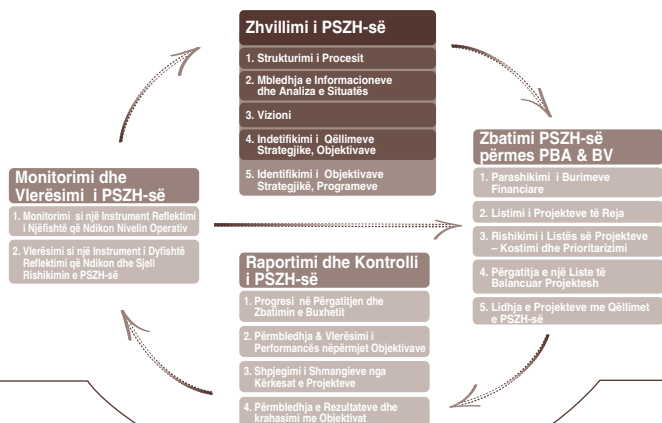 Zhvillimi i PSZH-së
1. Strukturimi i Procesit
2. Mbledhja e Informacioneve
dhe Analiza e Situatës
3. Vizioni
4. Indetifikimi i Qëllimeve
Strategjike, Objektivave
5. Identifikimi i Objektivave
Strategjikë, Programeve
Zbatimi PSZH-së
përmes PBA & BV
1. Parashikimi i Burimeve
Financiare
2. Listimi i Projekteve të Reja
3. Rishikimi i Listës së Projekteve
– Kostimi dhe Prioritarizimi
4. Përgatitja e një Liste të
Balancuar Projektesh
5. Lidhja e Projekteve me Qëllimet
e PSZH-së
Monitorimi dhe
Vlerësimi i PSZH-së
1. Monitorimi si një Instrument Reflektimi
i Njëfishtë që Ndikon Nivelin Operativ
2. Vlerësimi si një Instrument i Dyfishtë
Reflektimi që Ndikon dhe Sjell
Rishikimin e PSZH-së
Raportimi dhe Kontrolli
i PSZH-së
1. Progresi në Përgatitjen dhe
Zbatimin e Buxhetit
2. Përmbledhja & Vlerësimi i
Performancës nëpërmjet Objektivave
3. Shpjegimi i Shmangieve nga
Kërkesat e Projekteve
4. Përmbledhja e Rezultateve dhe
krahasimi me Objektivat